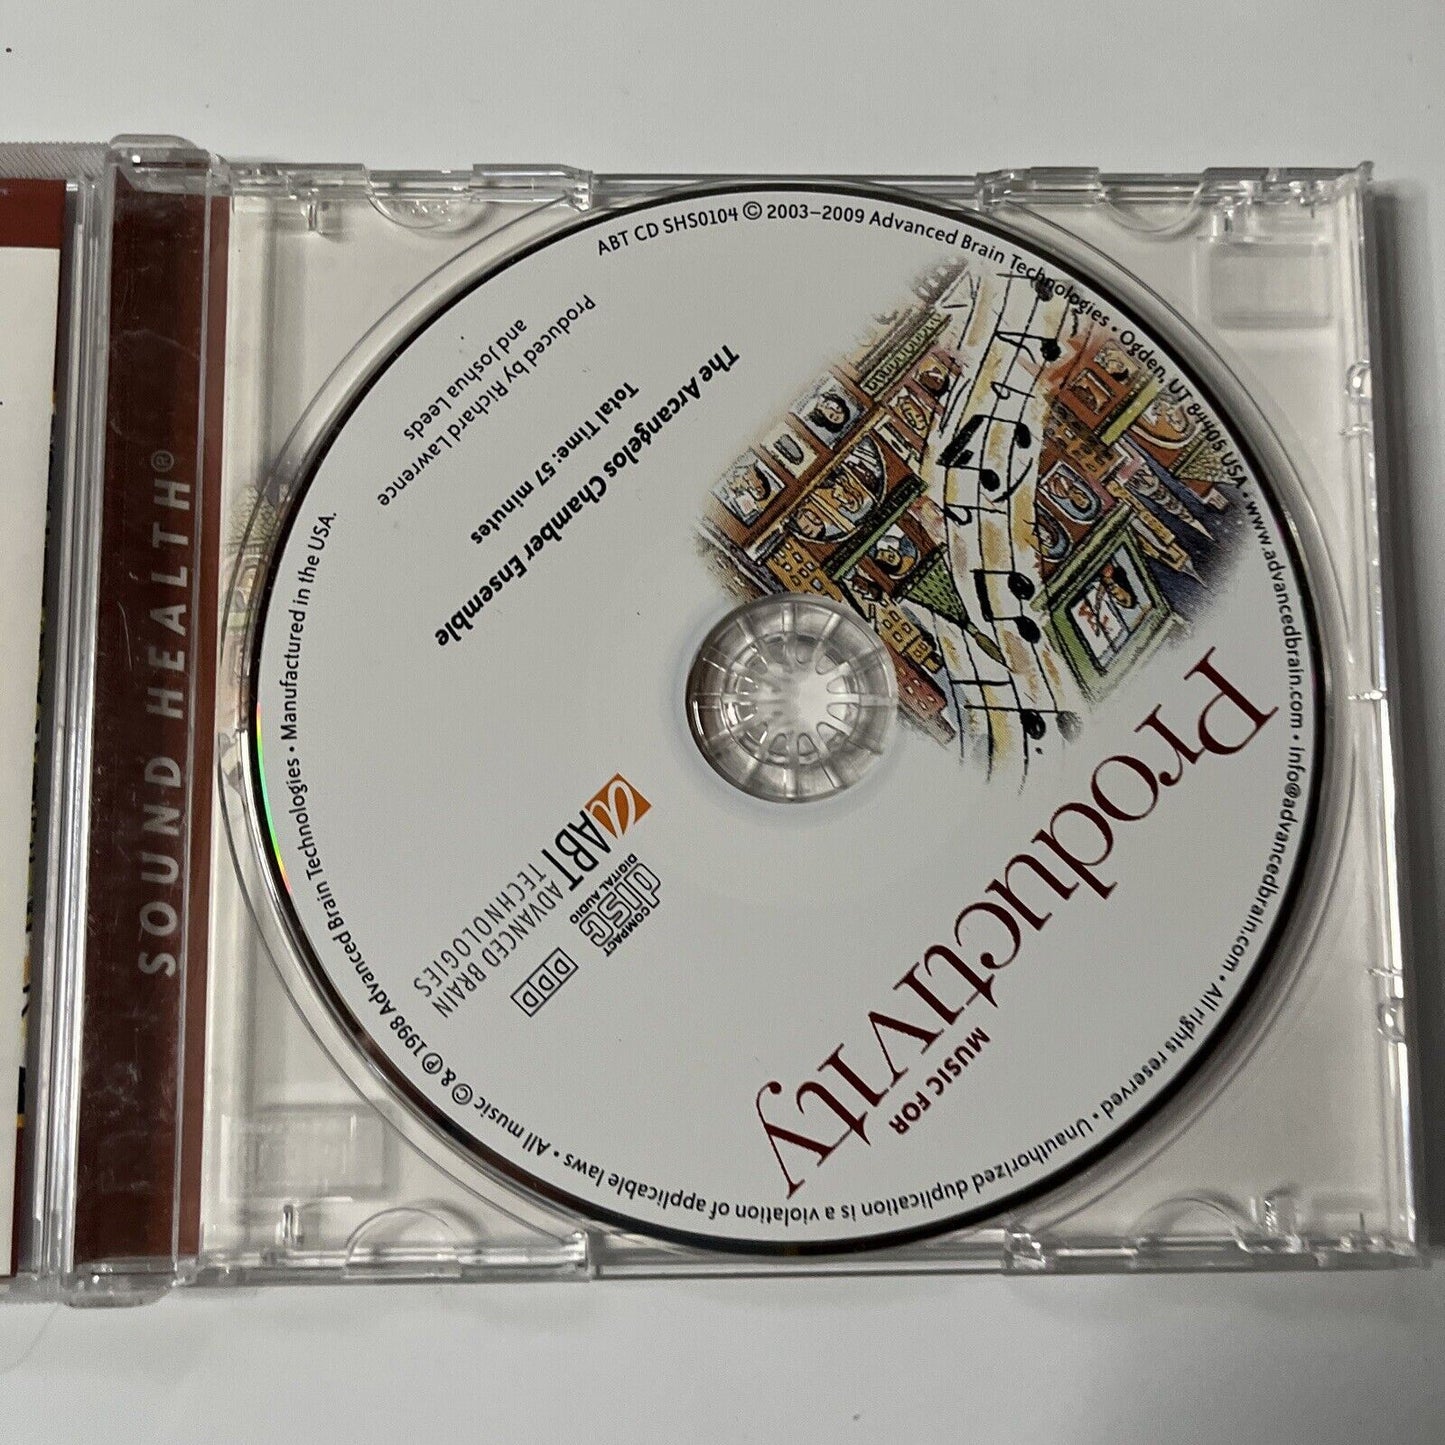 SOUND HEALTH®
MUSIC FOR
Productivity
The Arcangelos Chamber Ensemble
Total Time: 57 minutes
Produced by Richard Lawrence
and Joshua Leeds
ABT ADVANCED BRAIN
TECHNOLOGIES
COMPACT
disc
DIGITAL AUDIO
DDD
ABT CD SHS0104 © 2003–2009 Advanced Brain Technologies • Ogden, UT 84405 USA • www.advancedbrain.com • info@advancedbrain.com • All rights reserved • Unauthorized duplication is a violation of applicable laws • All music © & ℗ 1998 Advanced Brain Technologies • Manufactured in the USA.